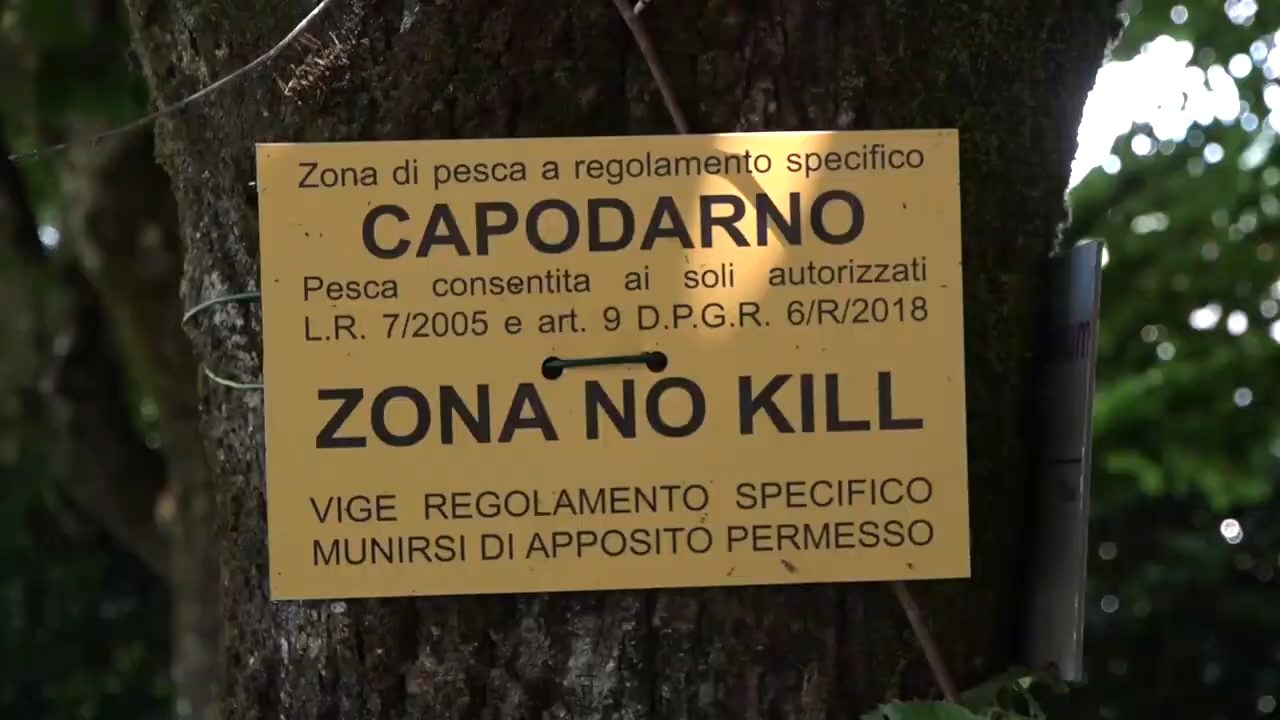 Zona di pesca a regolamento specifico
CAPODARNO
Pesca consentita ai soli autorizzati
L.R. 7/2005 e art. 9 D.P.G.R. 6/R/2018
ZONA NO KILL
VIGE REGOLAMENTO SPECIFICO
MUNIRSI DI APPOSITO PERMESSO